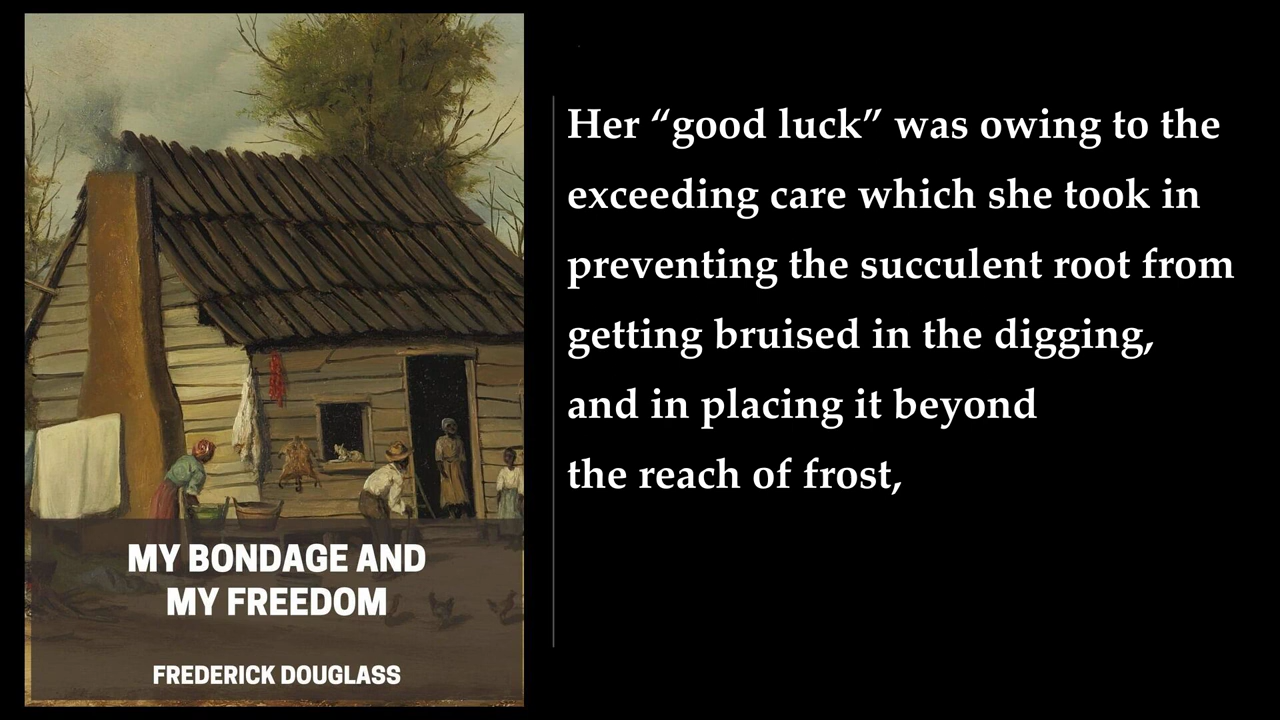 MY BONDAGE AND
MY FREEDOM
FREDERICK DOUGLASS
Her “good luck” was owing to the
exceeding care which she took in
preventing the succulent root from
getting bruised in the digging,
and in placing it beyond
the reach of frost,